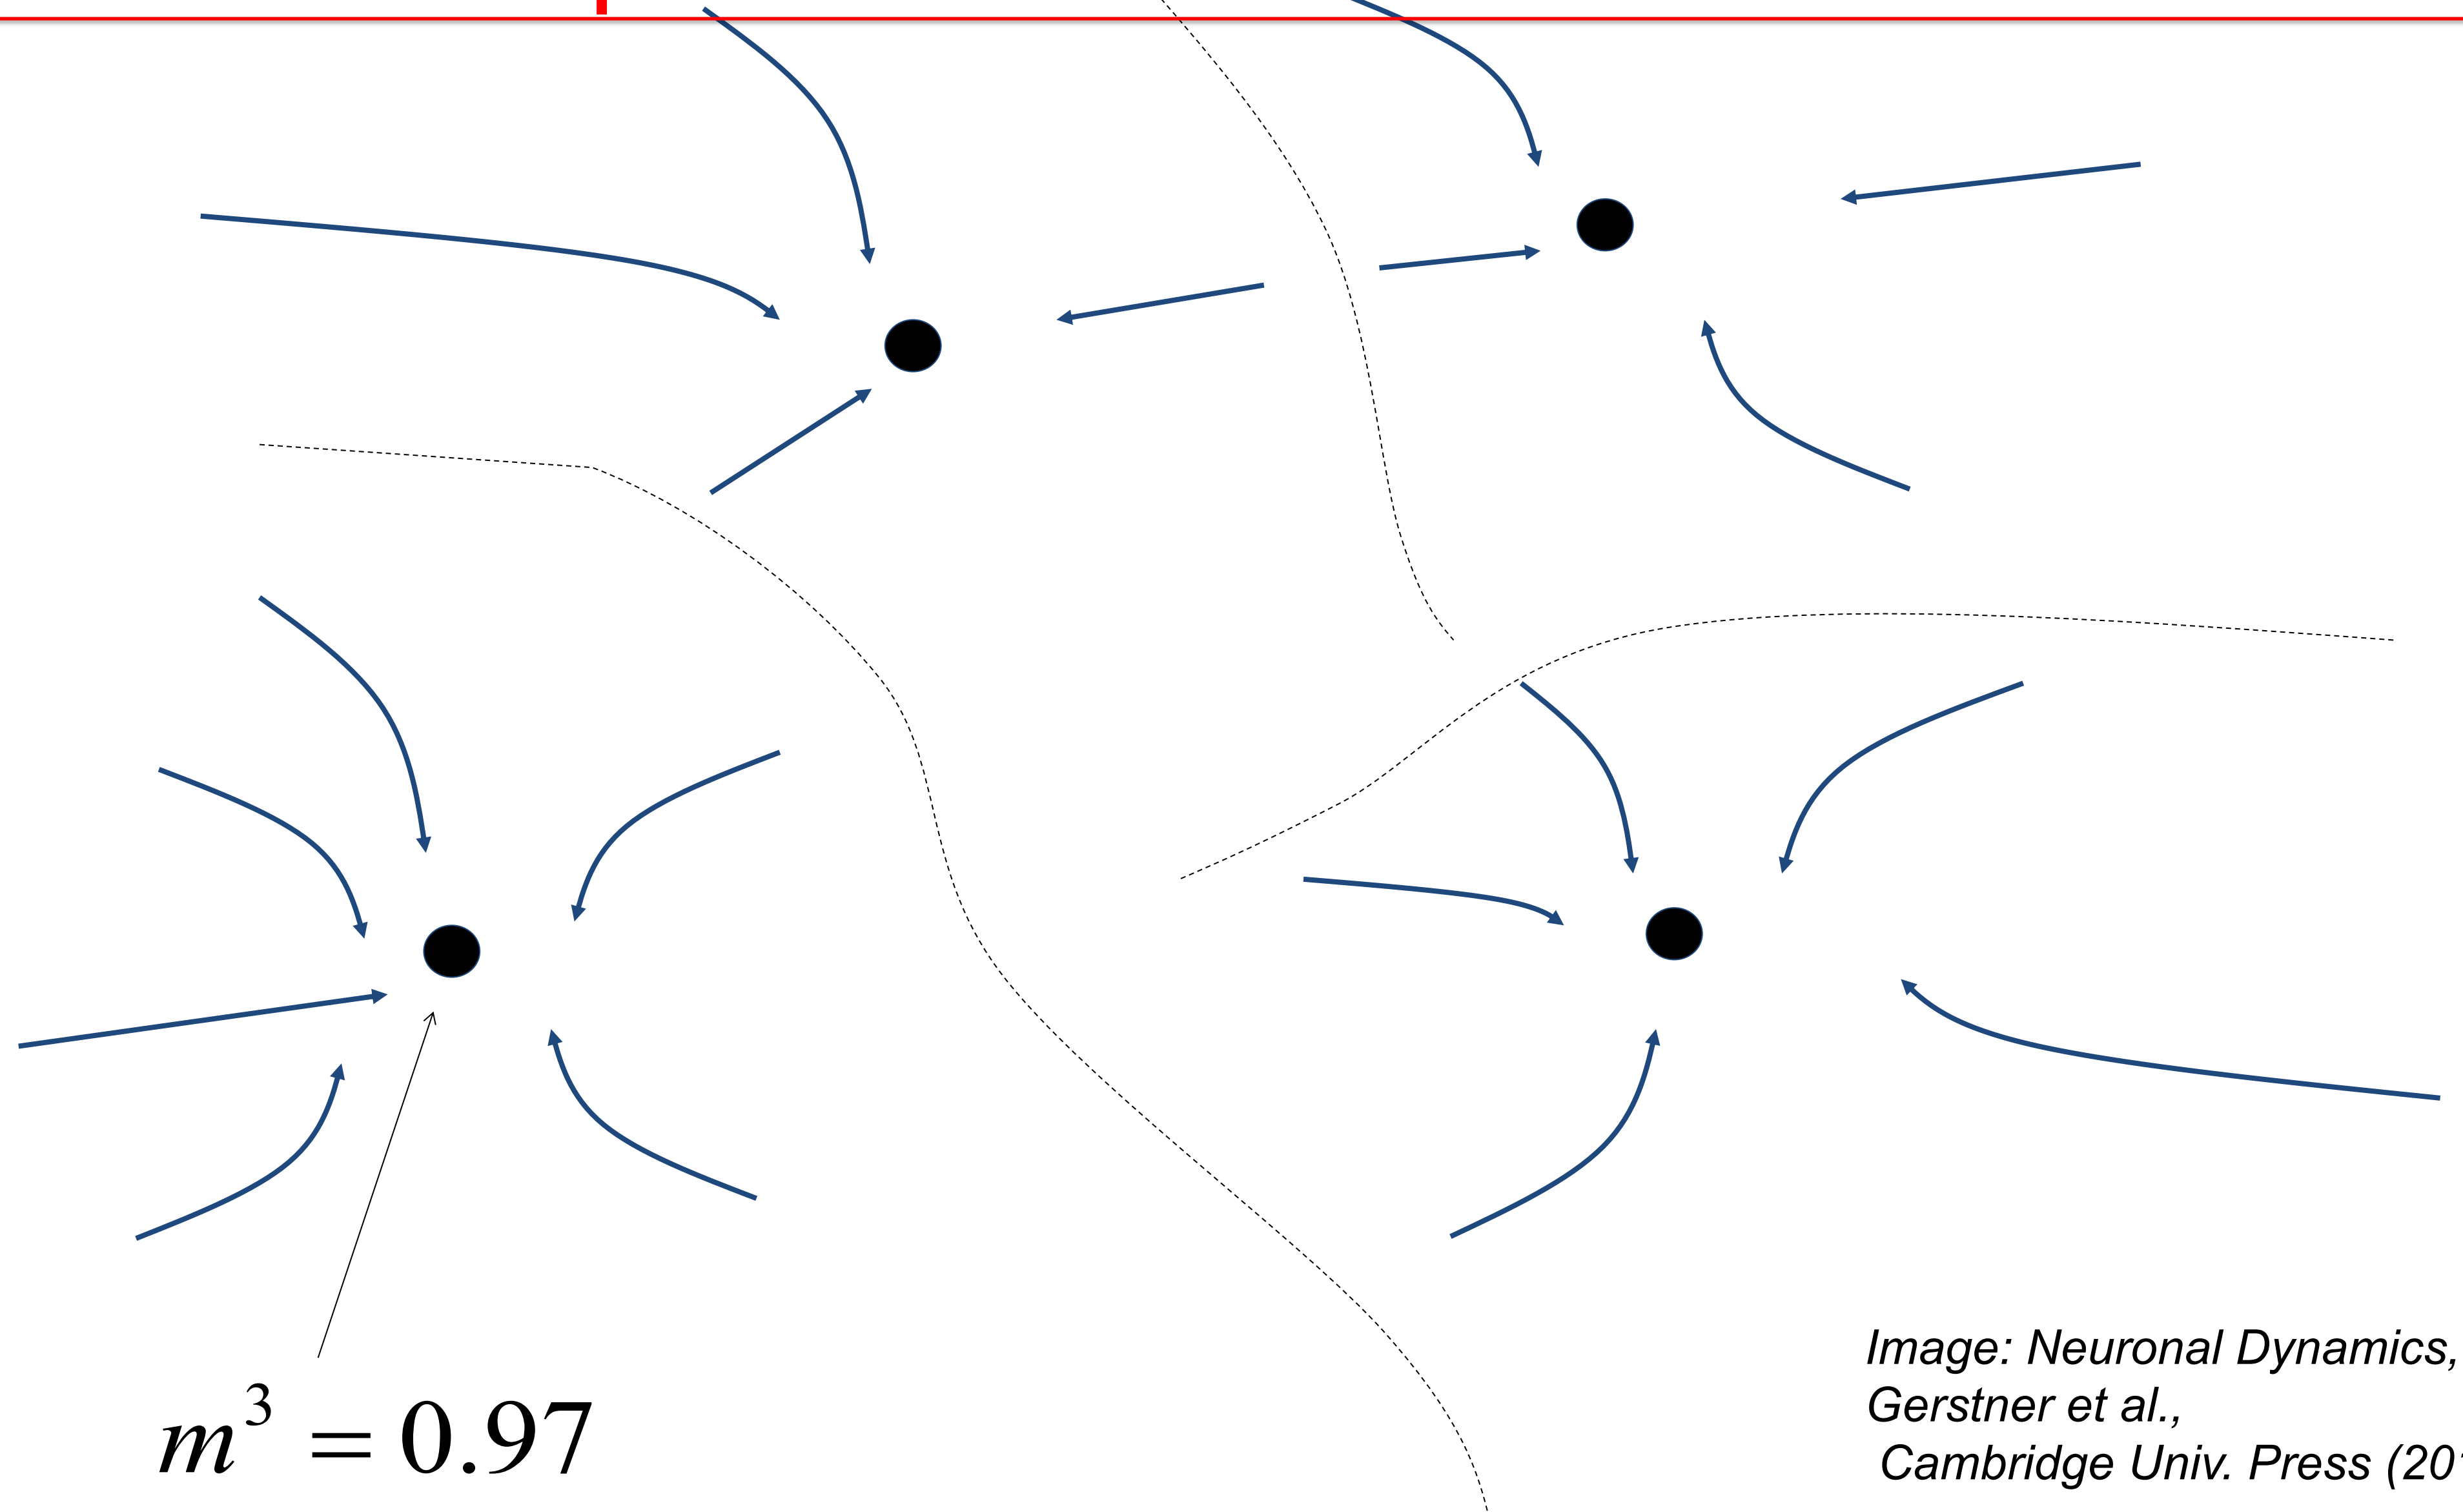 m³ = 0.97
Image: Neuronal Dynamics,
Gerstner et al.,
Cambridge Univ. Press